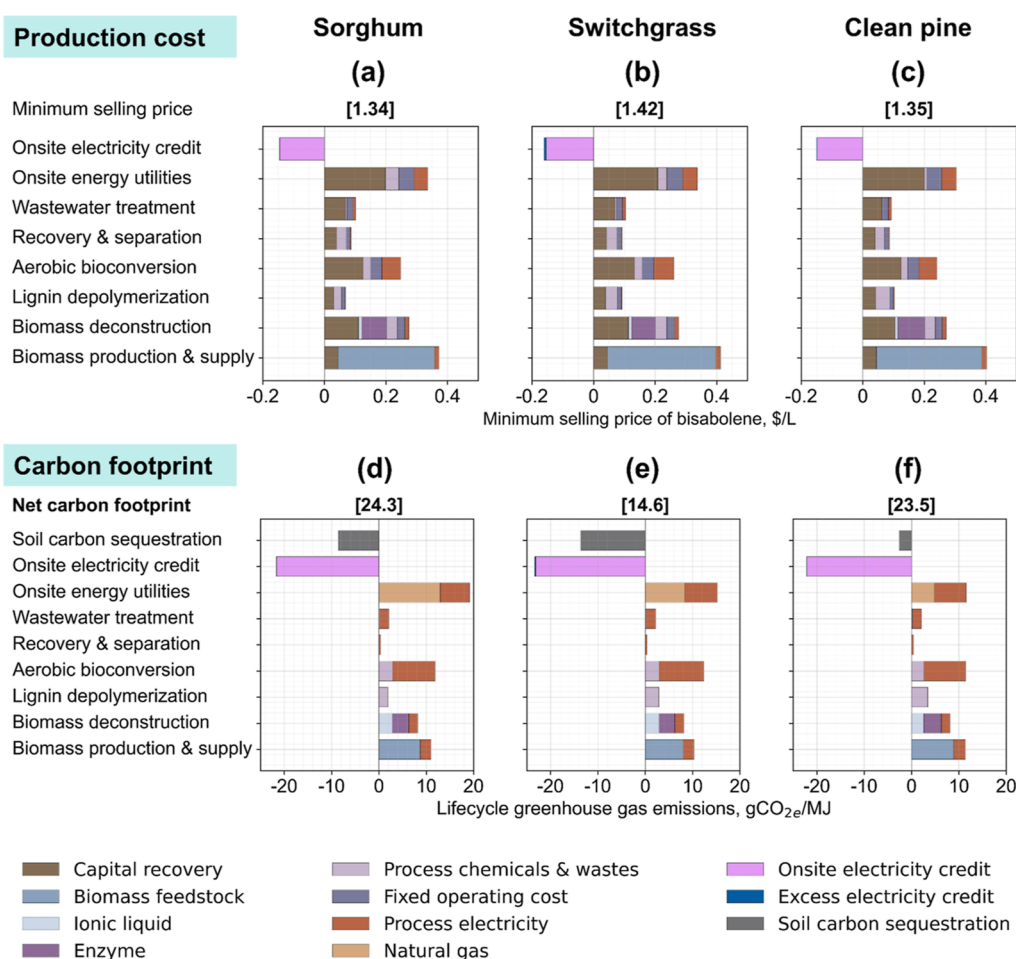 Production cost
Sorghum Switchgrass Clean pine
(a) (b) (c)
Minimum selling price [1.34] [1.42] [1.35]
Onsite electricity credit
Onsite energy utilities
Wastewater treatment
Recovery & separation
Aerobic bioconversion
Lignin depolymerization
Biomass deconstruction
Biomass production & supply
-0.2 0 0.2 0.4 -0.2 0 0.2 0.4 -0.2 0 0.2 0.4
Minimum selling price of bisabolene, $/L
Carbon footprint
(d) (e) (f)
Net carbon footprint [24.3] [14.6] [23.5]
Soil carbon sequestration
Onsite electricity credit
Onsite energy utilities
Wastewater treatment
Recovery & separation
Aerobic bioconversion
Lignin depolymerization
Biomass deconstruction
Biomass production & supply
-20 -10 0 10 20 -20 -10 0 10 20 -20 -10 0 10 20
Lifecycle greenhouse gas emissions, gCO₂ₑ/MJ
Capital recovery Process chemicals & wastes Onsite electricity credit
Biomass feedstock Fixed operating cost Excess electricity credit
Ionic liquid Process electricity Soil carbon sequestration
Enzyme Natural gas